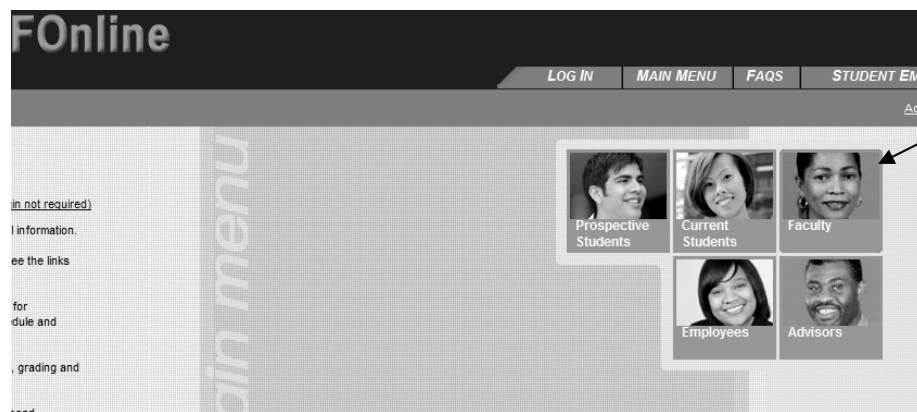 FOnline
LOG IN MAIN MENU FAQS STUDENT EM
Ac
in not required)
l information.
ee the links
for
dule and
, grading and
main menu
Prospective
Students
Current
Students
Faculty
Employees
Advisors